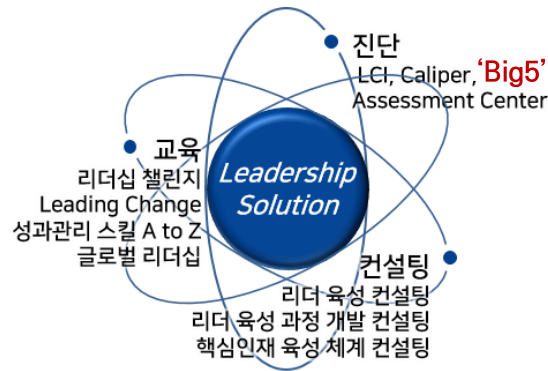 진단
LCI, Caliper, ‘Big5’
Assessment Center
교육
리더십 챌린지
Leading Change
성과관리 스킬 A to Z
글로벌 리더십
Leadership
Solution
컨설팅
리더 육성 컨설팅
리더 육성 과정 개발 컨설팅
핵심인재 육성 체계 컨설팅